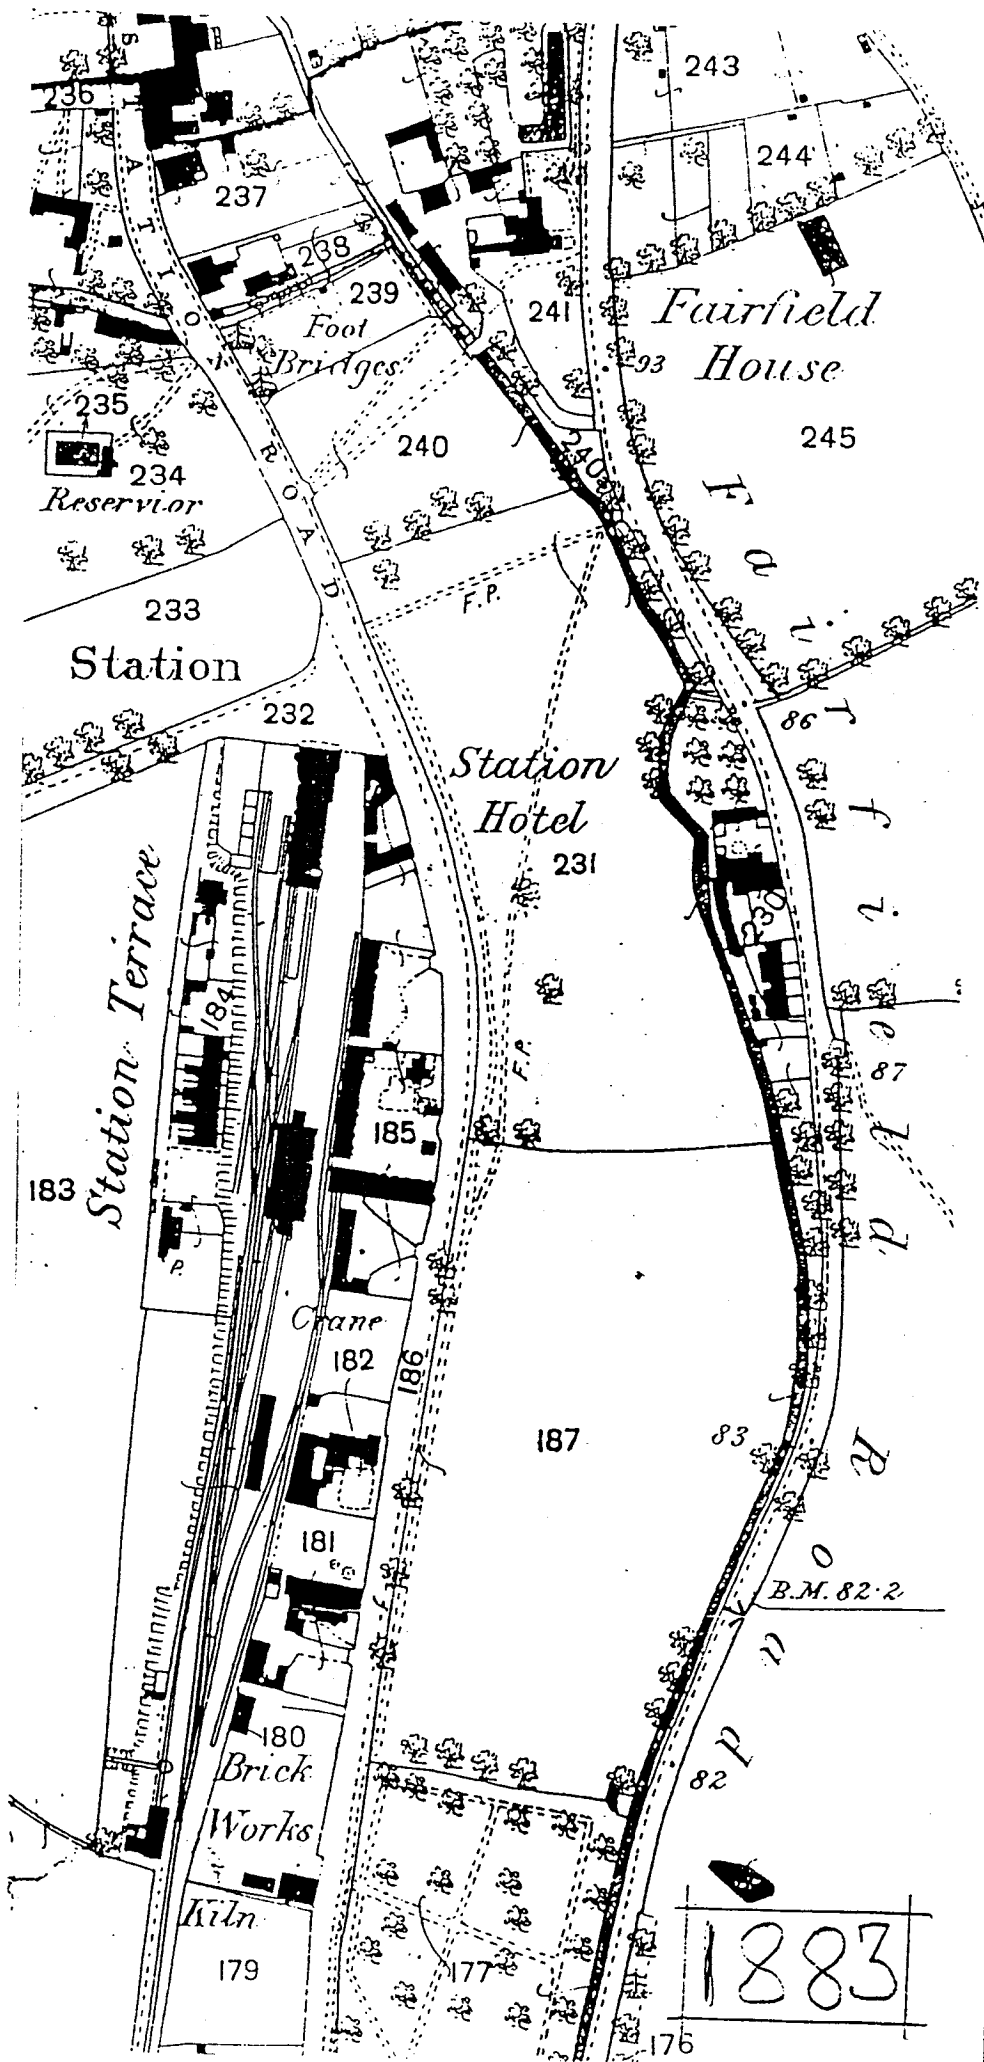 STATION ROAD
236
243
244
237
238
239
241
Foot
Bridges
Fairfield
House
93
235
234
Reservior
240
240a
245
233
F.P.
Station
232
86
Station
Hotel
231
230
Station Terrace
184
F.P.
87
185
183
P.
Crane
182
186
187
83
181
B.M. 82·2
180
Brick
Works
82
Kiln
179
177
1883
176
Fairfield Road